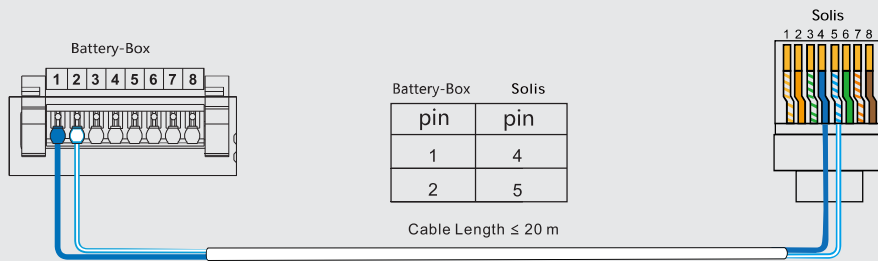 Solis
1 2 3 4 5 6 7 8
Battery-Box
1 2 3 4 5 6 7 8
Battery-Box Solis
pin pin
1 4
2 5
Cable Length ≤ 20 m